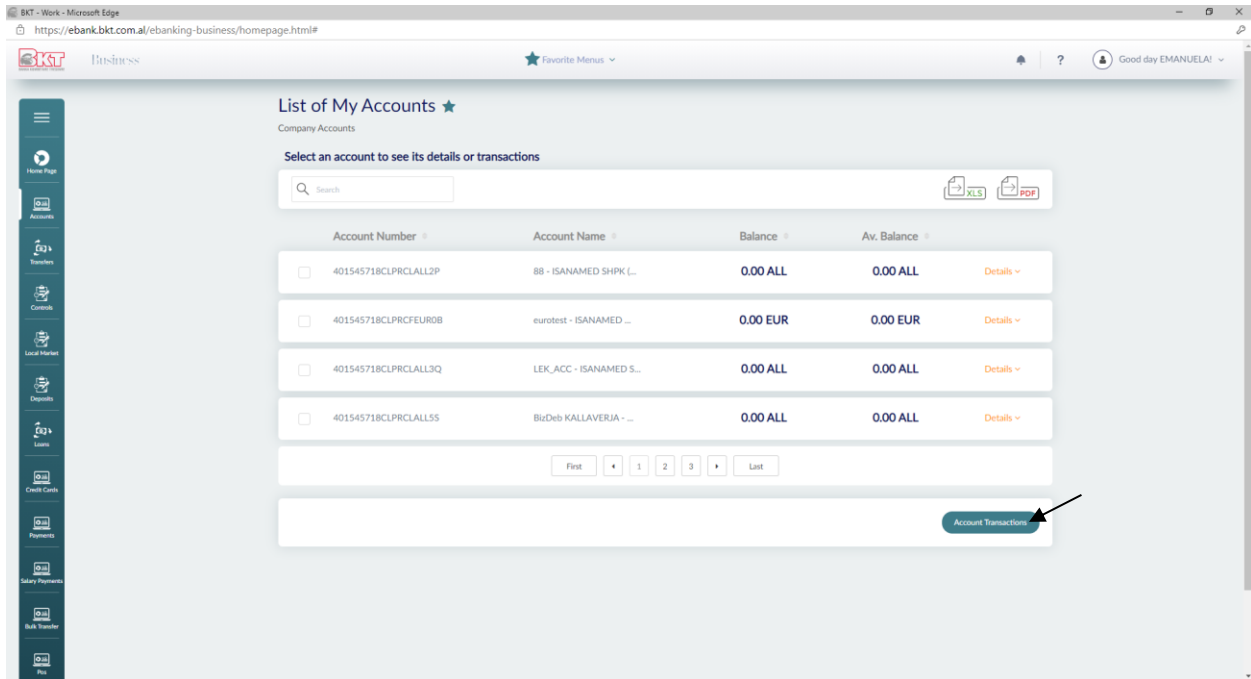 BKT - Work - Microsoft Edge
https://ebank.bkt.com.al/ebanking-business/homepage.html#
BKT
Business
Favorite Menus
?
Good day EMANUELA!
List of My Accounts
Company Accounts
Select an account to see its details or transactions
Search
XLS
PDF
Account Number Account Name Balance Av. Balance
401545718CLPRCLALL2P 88 - ISANAMED SHPK (... 0.00 ALL 0.00 ALL Details
401545718CLPRCFEUR0B eurotest - ISANAMED ... 0.00 EUR 0.00 EUR Details
401545718CLPRCLALL3Q LEK_ACC - ISANAMED S... 0.00 ALL 0.00 ALL Details
401545718CLPRCLALL5S BizDeb KALLAVERJA - ... 0.00 ALL 0.00 ALL Details
First 1 2 3 Last
Account Transactions
Home Page
Accounts
Transfers
Controls
Local Market
Deposits
Loans
Credit Cards
Payments
Salary Payments
Bulk Transfer
Pos